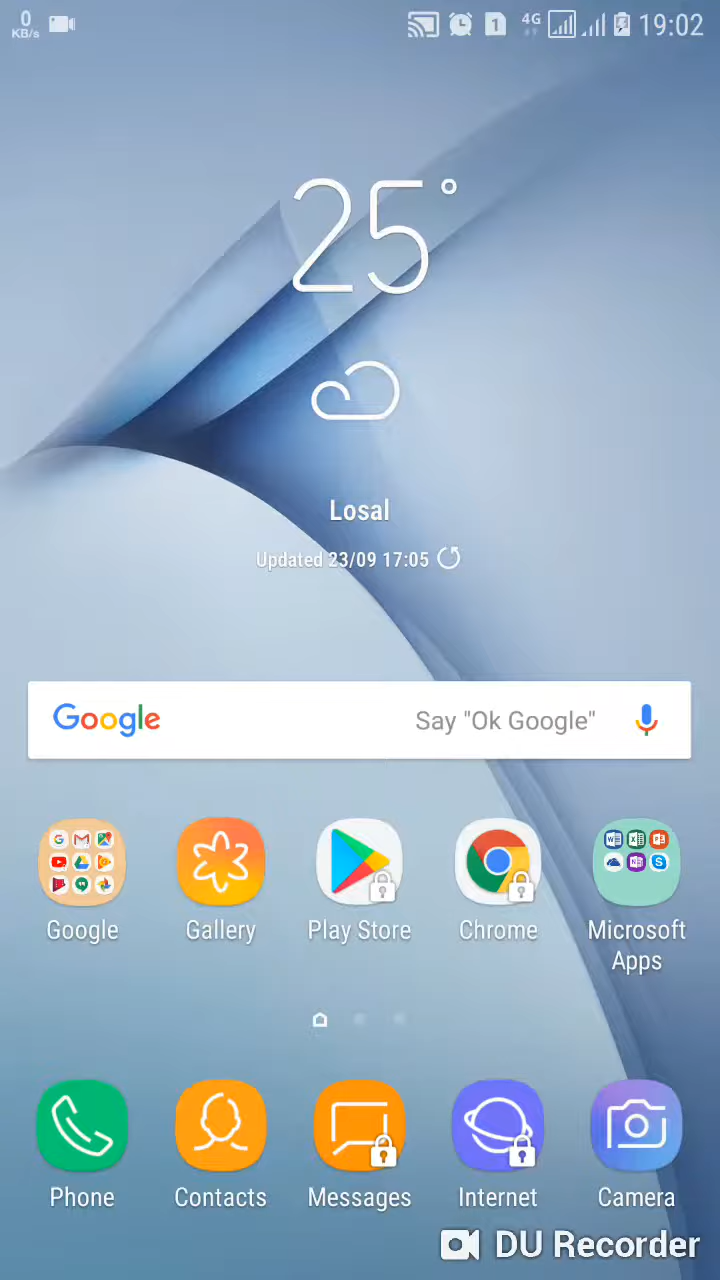 0
KB/s
1
4G
19:02
25°
Losal
Updated 23/09 17:05
Google
Say "Ok Google"
Google
Gallery
Play Store
Chrome
Microsoft
Apps
Phone
Contacts
Messages
Internet
Camera
DU Recorder